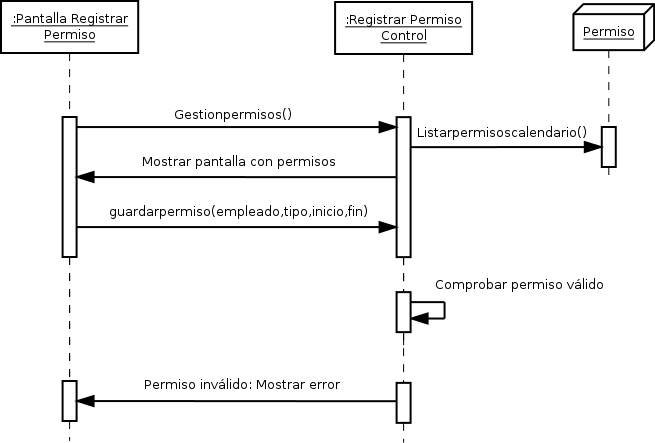 :Pantalla Registrar
Permiso
:Registrar Permiso
Control
Permiso
Gestionpermisos()
Listarpermisoscalendario()
Mostrar pantalla con permisos
guardarpermiso(empleado,tipo,inicio,fin)
Comprobar permiso válido
Permiso inválido: Mostrar error